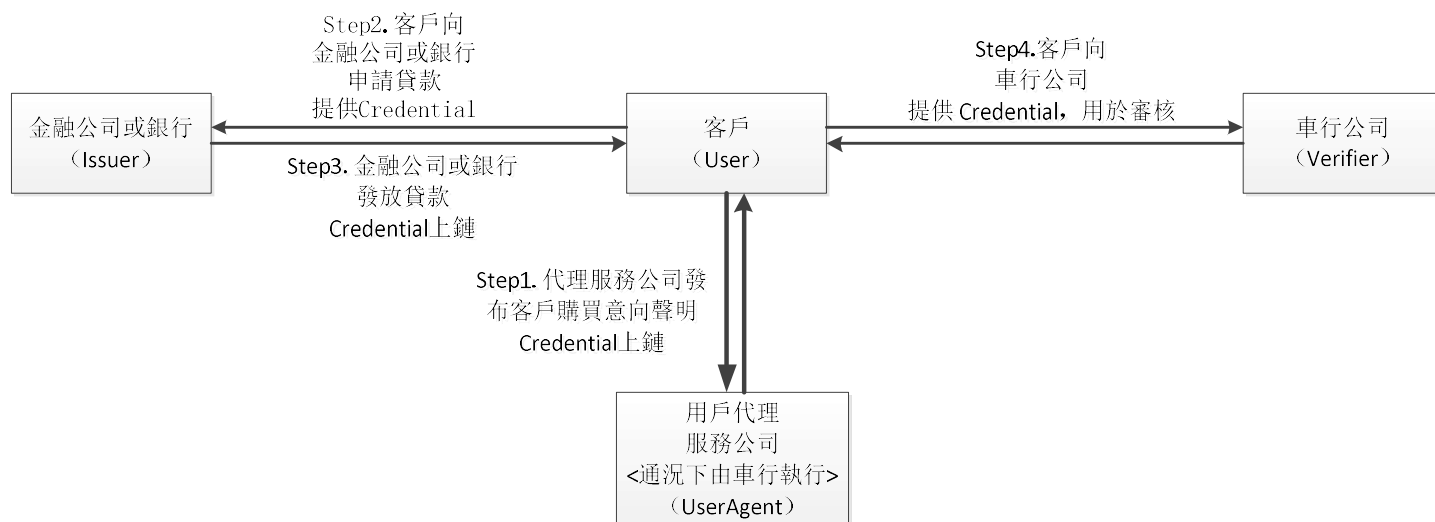 Step2.客戶向
金融公司或銀行
申請貸款
提供Credential
Step4.客戶向
車行公司
提供 Credential，用於審核
金融公司或銀行
（Issuer）
客戶
（User）
車行公司
（Verifier）
Step3. 金融公司或銀行
發放貸款
Credential上鏈
Step1. 代理服務公司發
布客戶購買意向聲明
Credential上鏈
用戶代理
服務公司
<通況下由車行執行>
（UserAgent）